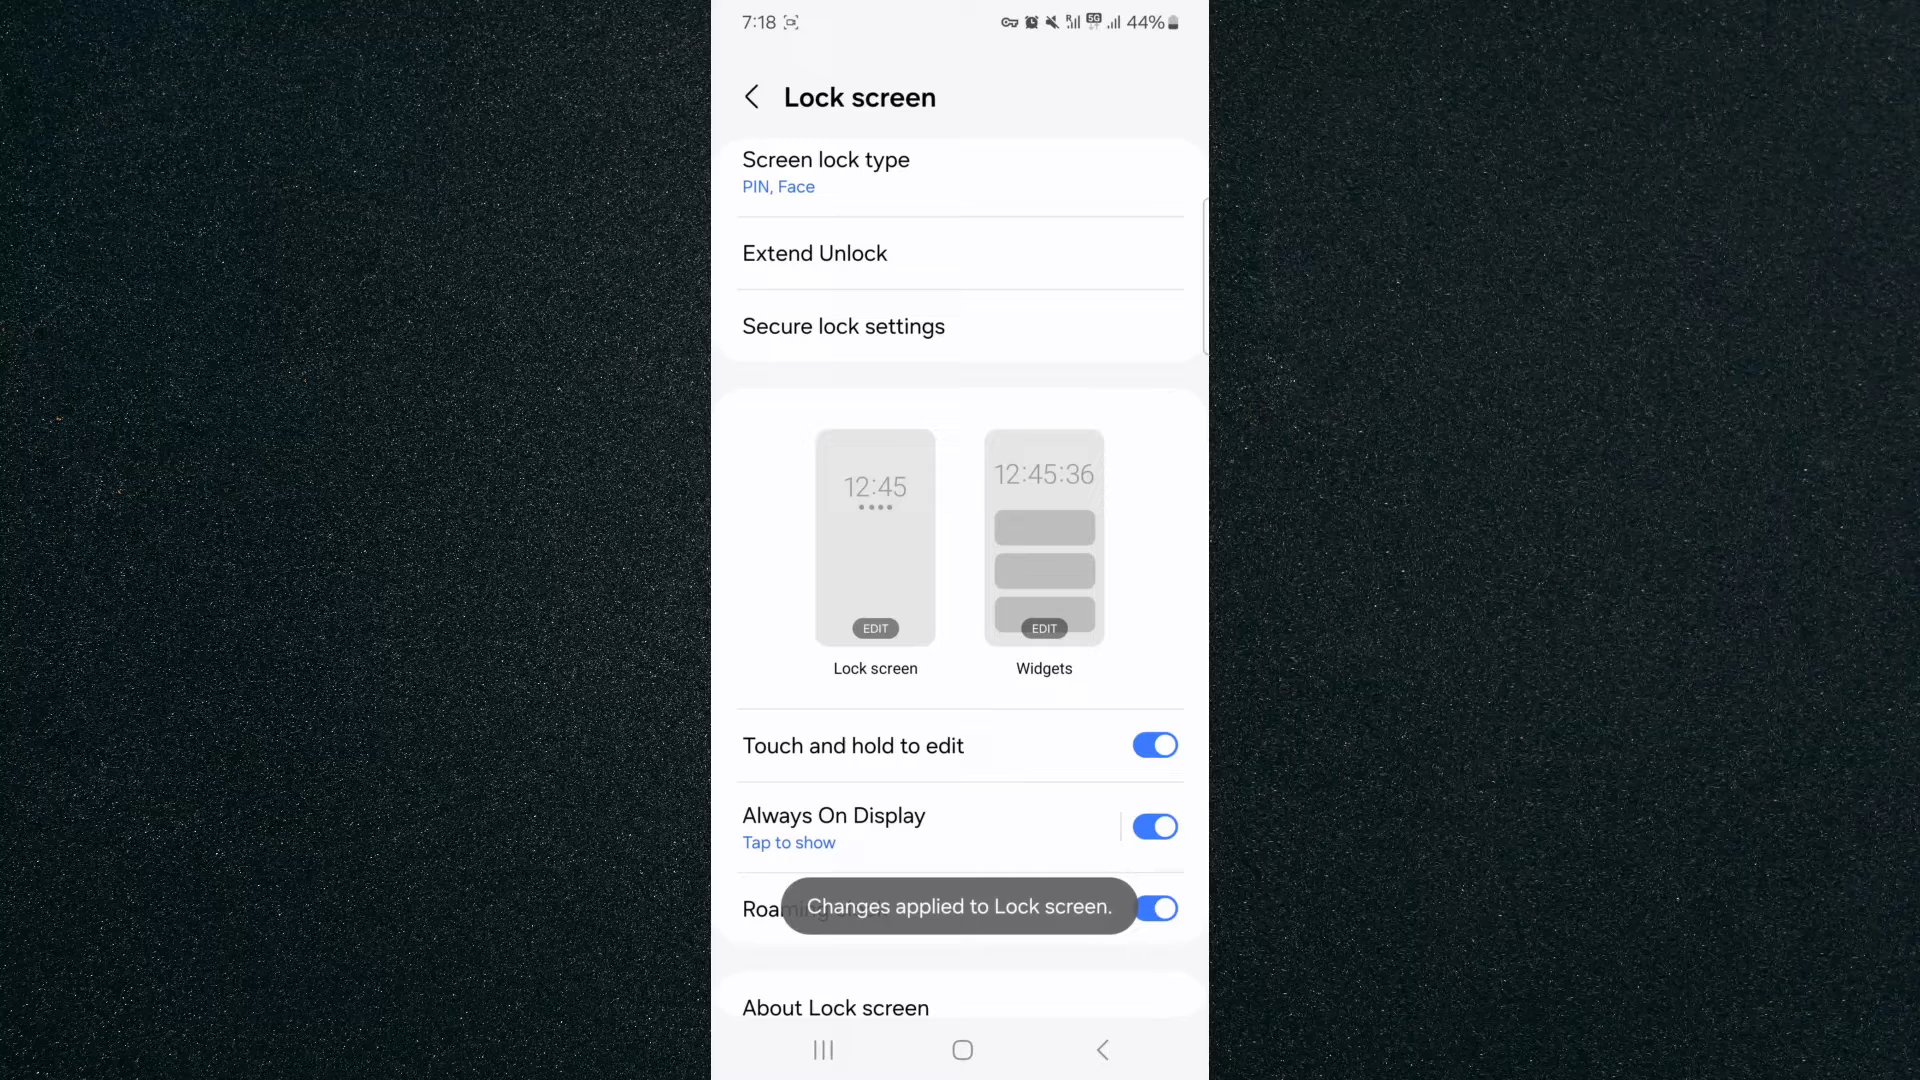 7:18 5G 44%
Lock screen
Screen lock type
PIN, Face
Extend Unlock
Secure lock settings
12:45 12:45:36
EDIT EDIT
Lock screen Widgets
Touch and hold to edit
Always On Display
Tap to show
Roaming
Changes applied to Lock screen.
About Lock screen